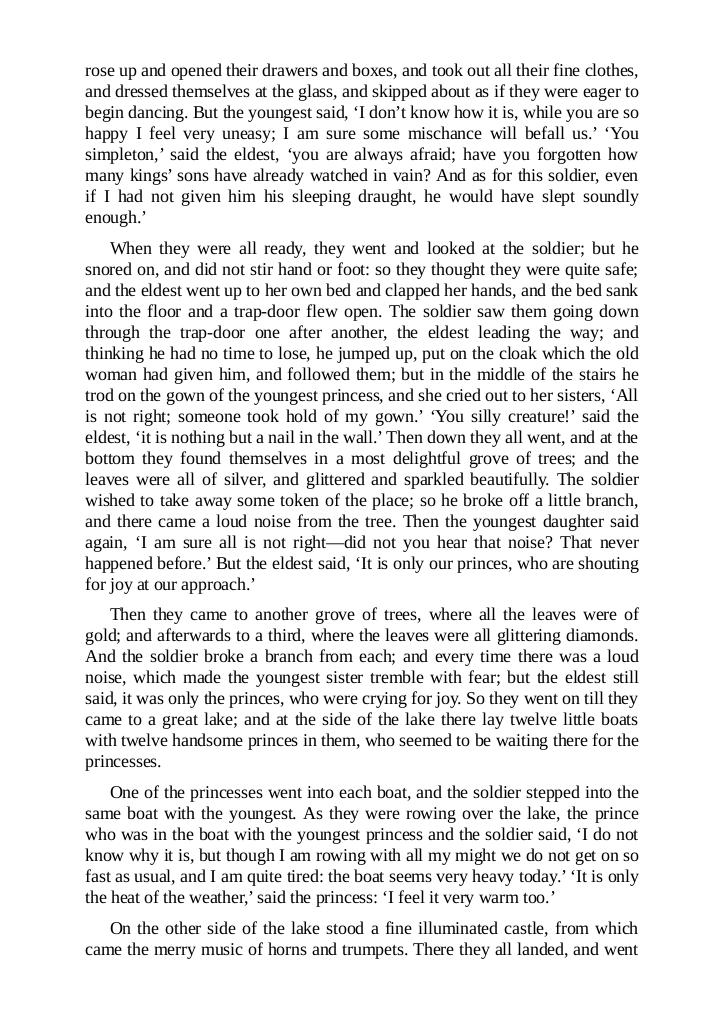 rose up and opened their drawers and boxes, and took out all their fine clothes,
and dressed themselves at the glass, and skipped about as if they were eager to
begin dancing. But the youngest said, ‘I don’t know how it is, while you are so
happy I feel very uneasy; I am sure some mischance will befall us.’ ‘You
simpleton,’ said the eldest, ‘you are always afraid; have you forgotten how
many kings’ sons have already watched in vain? And as for this soldier, even
if I had not given him his sleeping draught, he would have slept soundly
enough.’
When they were all ready, they went and looked at the soldier; but he
snored on, and did not stir hand or foot: so they thought they were quite safe;
and the eldest went up to her own bed and clapped her hands, and the bed sank
into the floor and a trap-door flew open. The soldier saw them going down
through the trap-door one after another, the eldest leading the way; and
thinking he had no time to lose, he jumped up, put on the cloak which the old
woman had given him, and followed them; but in the middle of the stairs he
trod on the gown of the youngest princess, and she cried out to her sisters, ‘All
is not right; someone took hold of my gown.’ ‘You silly creature!’ said the
eldest, ‘it is nothing but a nail in the wall.’ Then down they all went, and at the
bottom they found themselves in a most delightful grove of trees; and the
leaves were all of silver, and glittered and sparkled beautifully. The soldier
wished to take away some token of the place; so he broke off a little branch,
and there came a loud noise from the tree. Then the youngest daughter said
again, ‘I am sure all is not right—did not you hear that noise? That never
happened before.’ But the eldest said, ‘It is only our princes, who are shouting
for joy at our approach.’
Then they came to another grove of trees, where all the leaves were of
gold; and afterwards to a third, where the leaves were all glittering diamonds.
And the soldier broke a branch from each; and every time there was a loud
noise, which made the youngest sister tremble with fear; but the eldest still
said, it was only the princes, who were crying for joy. So they went on till they
came to a great lake; and at the side of the lake there lay twelve little boats
with twelve handsome princes in them, who seemed to be waiting there for the
princesses.
One of the princesses went into each boat, and the soldier stepped into the
same boat with the youngest. As they were rowing over the lake, the prince
who was in the boat with the youngest princess and the soldier said, ‘I do not
know why it is, but though I am rowing with all my might we do not get on so
fast as usual, and I am quite tired: the boat seems very heavy today.’ ‘It is only
the heat of the weather,’ said the princess: ‘I feel it very warm too.’
On the other side of the lake stood a fine illuminated castle, from which
came the merry music of horns and trumpets. There they all landed, and went